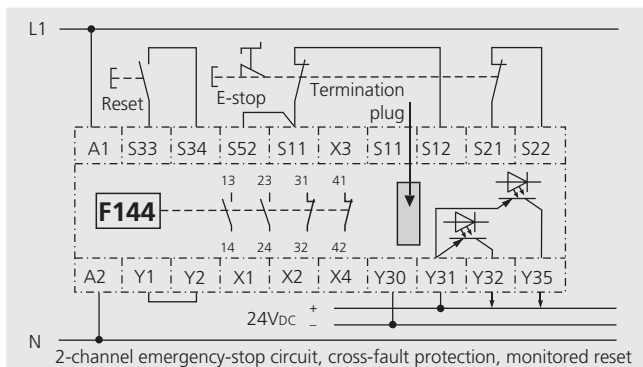 L1
Reset
E-stop
Termination
plug
A1 S33 S34 S52 S11 X3 S11 S12 S21 S22
13 23 31 41
F144
14 24 32 42
A2 Y1 Y2 X1 X2 X4 Y30 Y31 Y32 Y35
24VDC + −
N
2-channel emergency-stop circuit, cross-fault protection, monitored reset